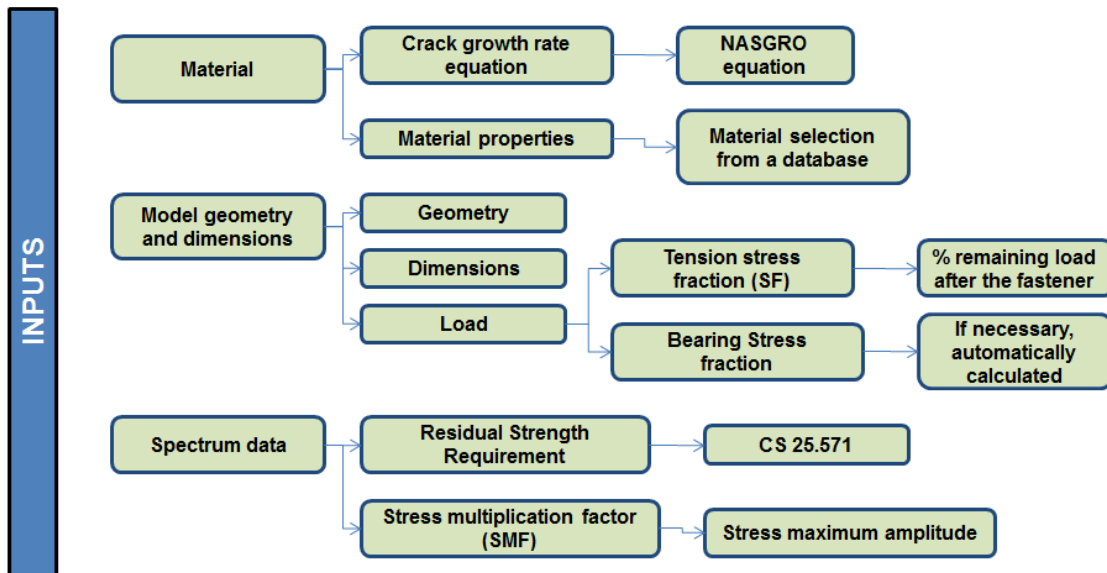 INPUTS
Material
Crack growth rate
equation
NASGRO
equation
Material properties
Material selection
from a database
Model geometry
and dimensions
Geometry
Dimensions
Load
Tension stress
fraction (SF)
% remaining load
after the fastener
Bearing Stress
fraction
If necessary,
automatically
calculated
Spectrum data
Residual Strength
Requirement
CS 25.571
Stress multiplication factor
(SMF)
Stress maximum amplitude